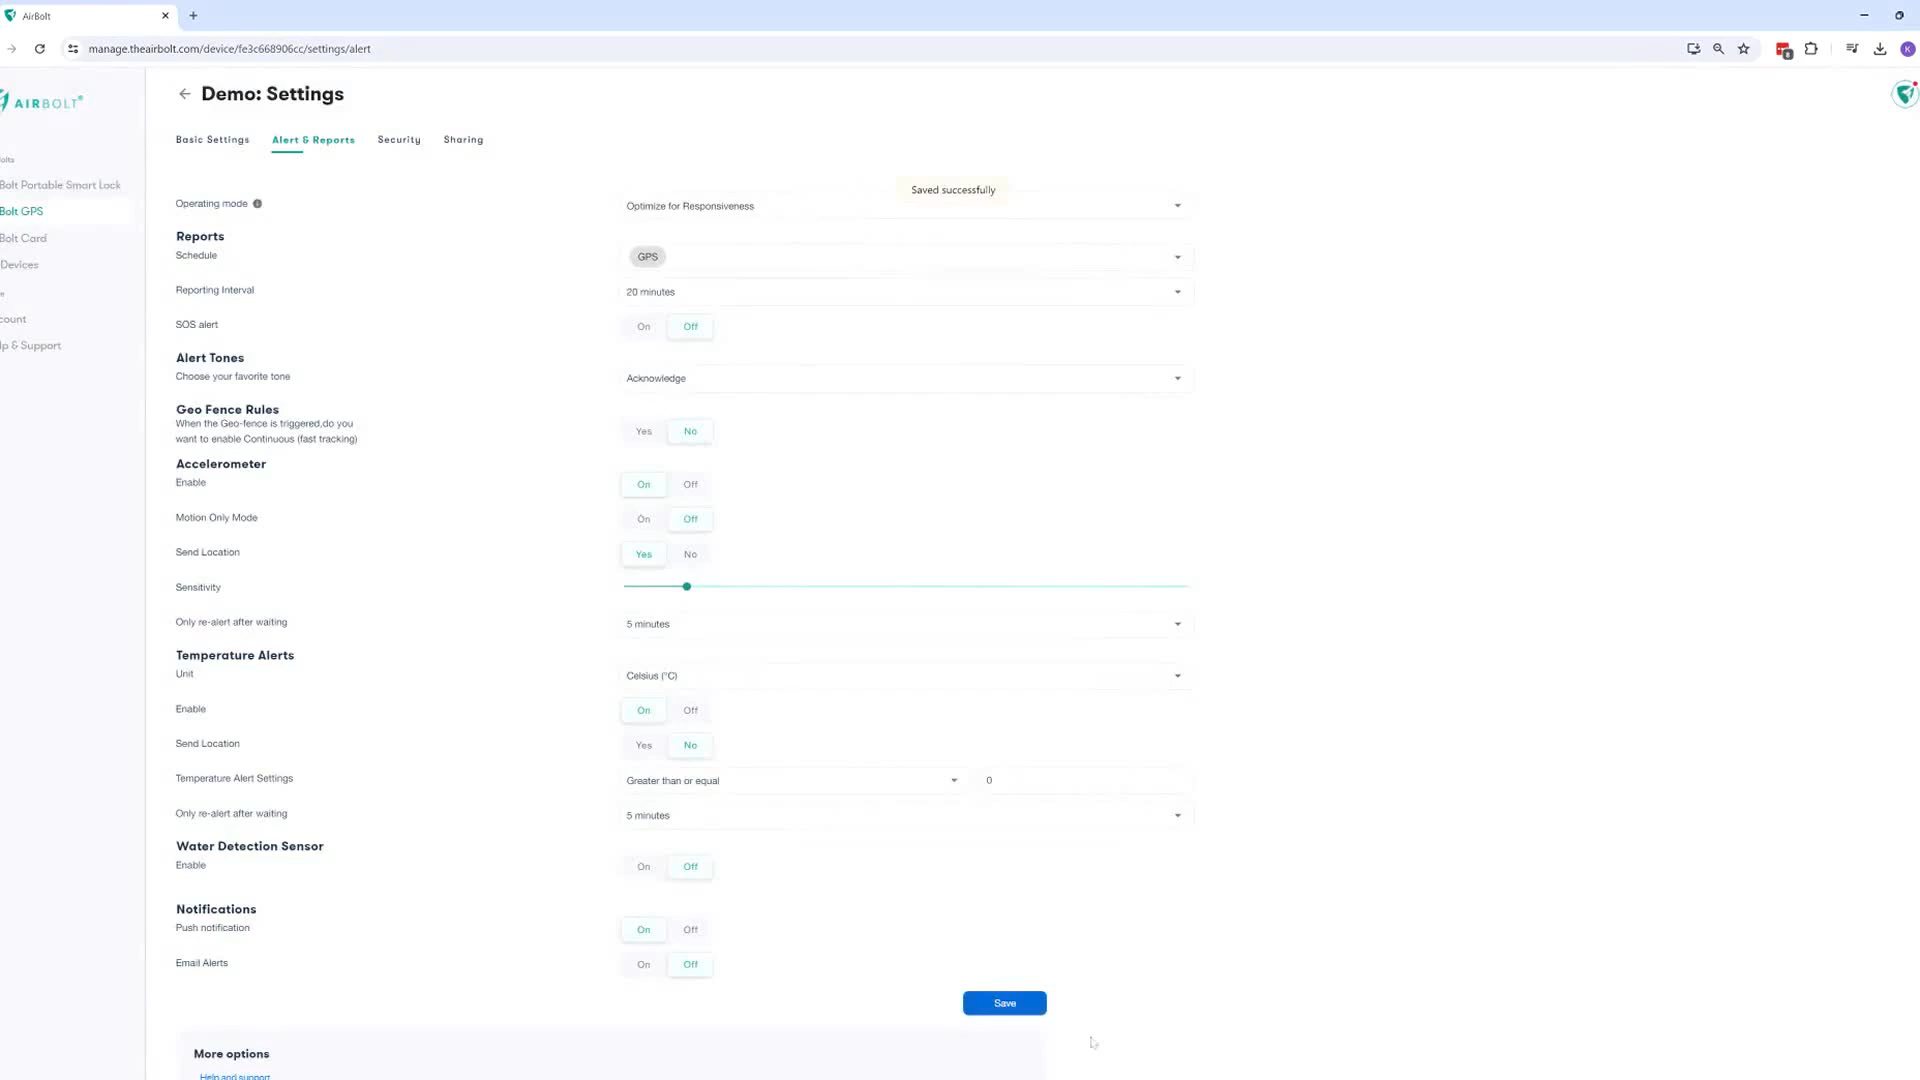 AirBolt
manage.theairbolt.com/device/fe3c668906cc/settings/alert
K
AIRBOLT®
Demo: Settings
Basic Settings
Alert & Reports
Security
Sharing
Bolt Portable Smart Lock
Bolt GPS
Bolt Card
Devices
count
lp & Support
Saved successfully
Operating mode
Optimize for Responsiveness
Reports
Schedule
GPS
Reporting Interval
20 minutes
SOS alert
On Off
Alert Tones
Choose your favorite tone
Acknowledge
Geo Fence Rules
When the Geo-fence is triggered,do you
want to enable Continuous (fast tracking)
Yes No
Accelerometer
Enable
On Off
Motion Only Mode
On Off
Send Location
Yes No
Sensitivity
Only re-alert after waiting
5 minutes
Temperature Alerts
Unit
Celsius (°C)
Enable
On Off
Send Location
Yes No
Temperature Alert Settings
Greater than or equal
0
Only re-alert after waiting
5 minutes
Water Detection Sensor
Enable
On Off
Notifications
Push notification
On Off
Email Alerts
On Off
Save
More options
Help and support